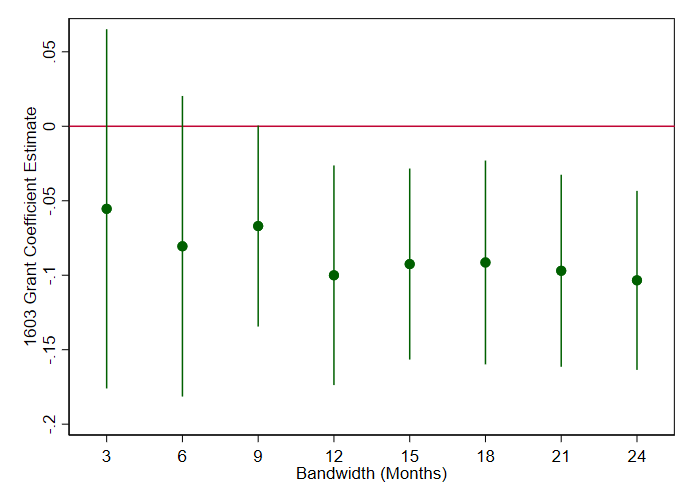 1603 Grant Coefficient Estimate
.05
0
-.05
-.1
-.15
-.2
3 6 9 12 15 18 21 24
Bandwidth (Months)